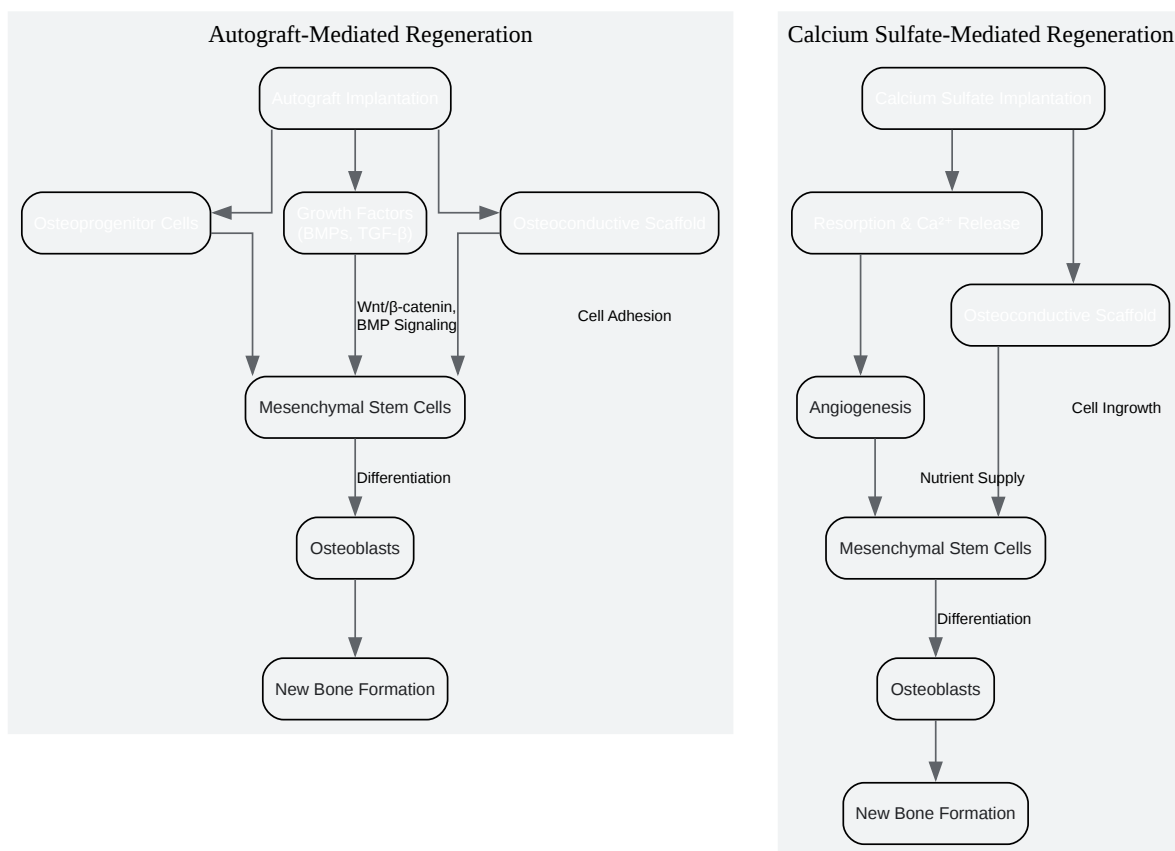 Autograft-Mediated Regeneration
Autograft Implantation
Osteoprogenitor Cells
Growth Factors
(BMPs, TGF-β)
Osteoconductive Scaffold
Wnt/β-catenin,
BMP Signaling
Cell Adhesion
Mesenchymal Stem Cells
Differentiation
Osteoblasts
New Bone Formation
Calcium Sulfate-Mediated Regeneration
Calcium Sulfate Implantation
Resorption & Ca²⁺ Release
Osteoconductive Scaffold
Angiogenesis
Cell Ingrowth
Nutrient Supply
Mesenchymal Stem Cells
Differentiation
Osteoblasts
New Bone Formation